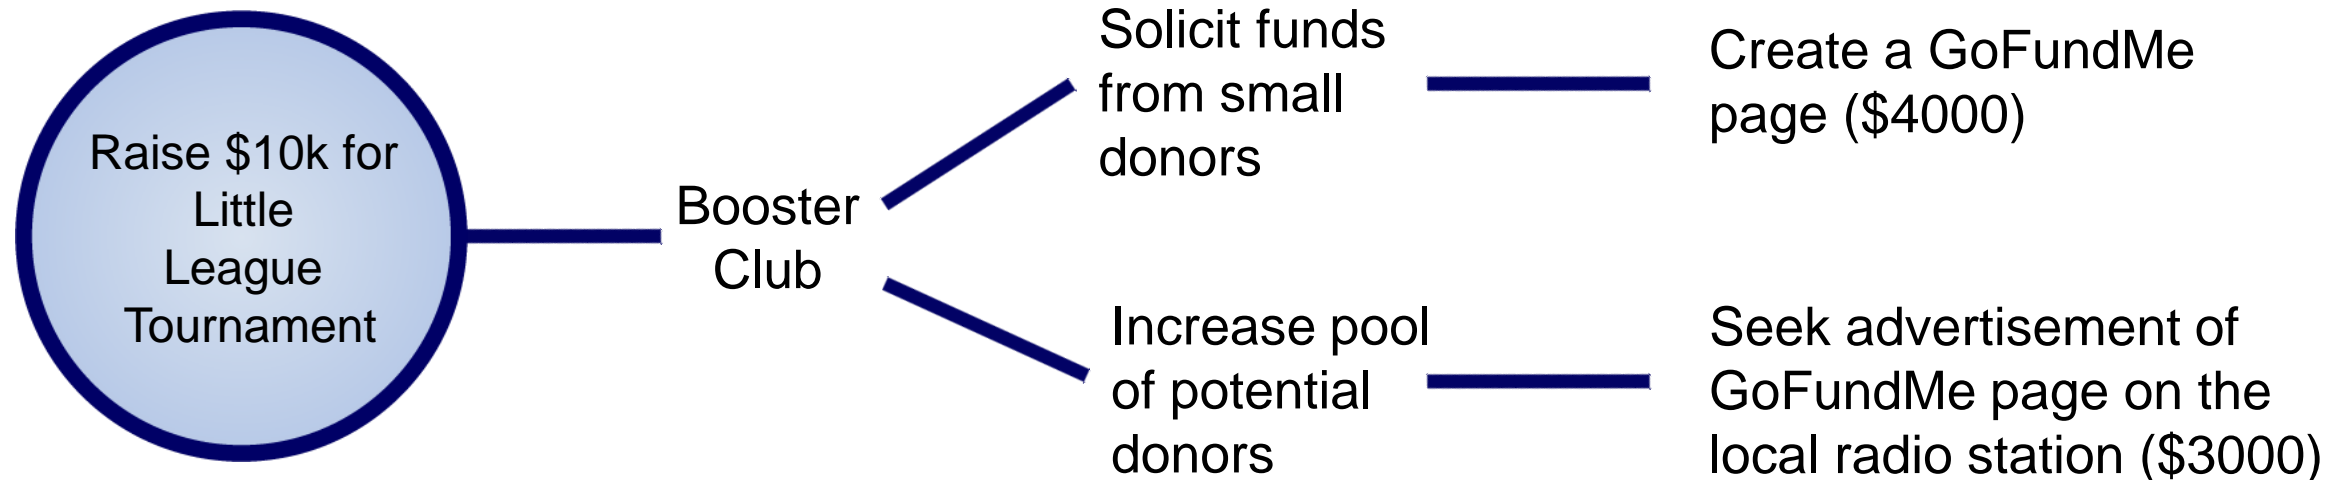 Raise $10k for
Little
League
Tournament
Booster
Club
Solicit funds
from small
donors
Create a GoFundMe
page ($4000)
Increase pool
of potential
donors
Seek advertisement of
GoFundMe page on the
local radio station ($3000)